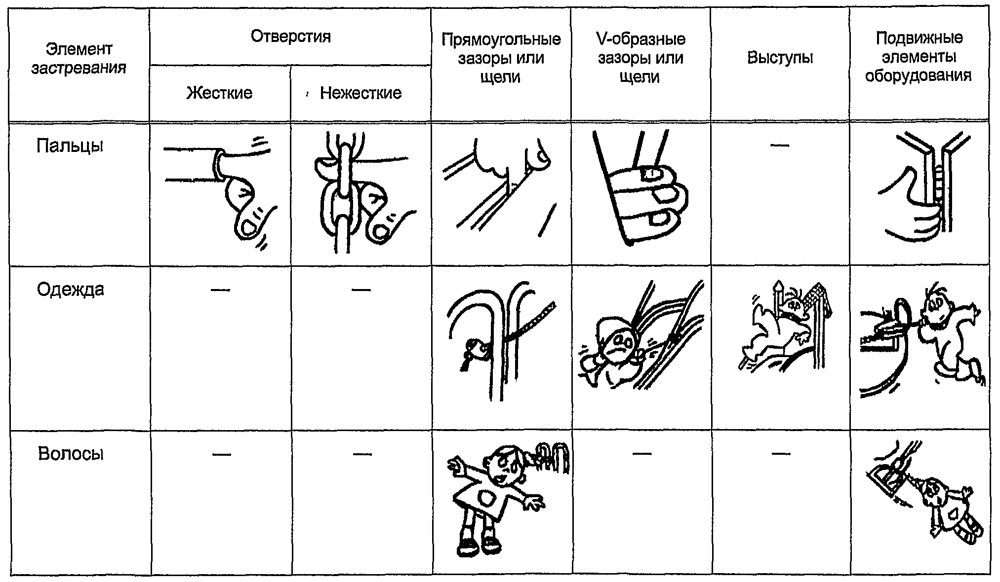 Элемент
застревания
Отверстия
Жесткие
Нежесткие
Прямоугольные
зазоры или
щели
V-образные
зазоры или
щели
Выступы
Подвижные
элементы
оборудования
Пальцы
—
Одежда
— —
Волосы
— — — —